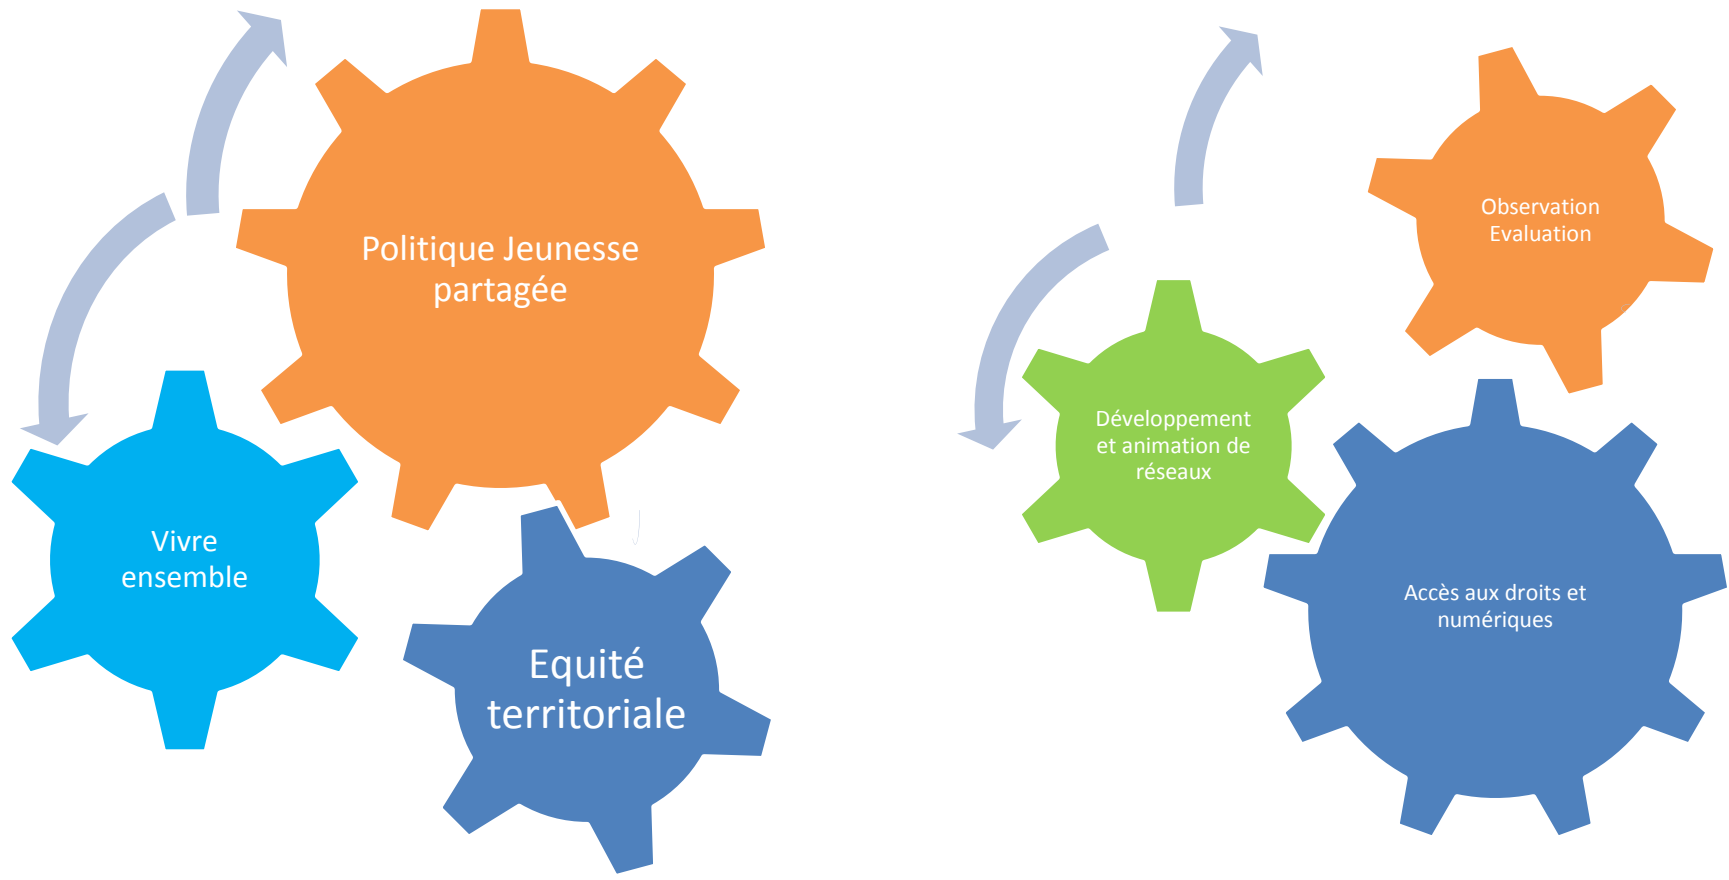 Politique Jeunesse
partagée
Vivre
ensemble
Equité
territoriale
Observation
Evaluation
Développement
et animation de
réseaux
Accès aux droits et
numériques